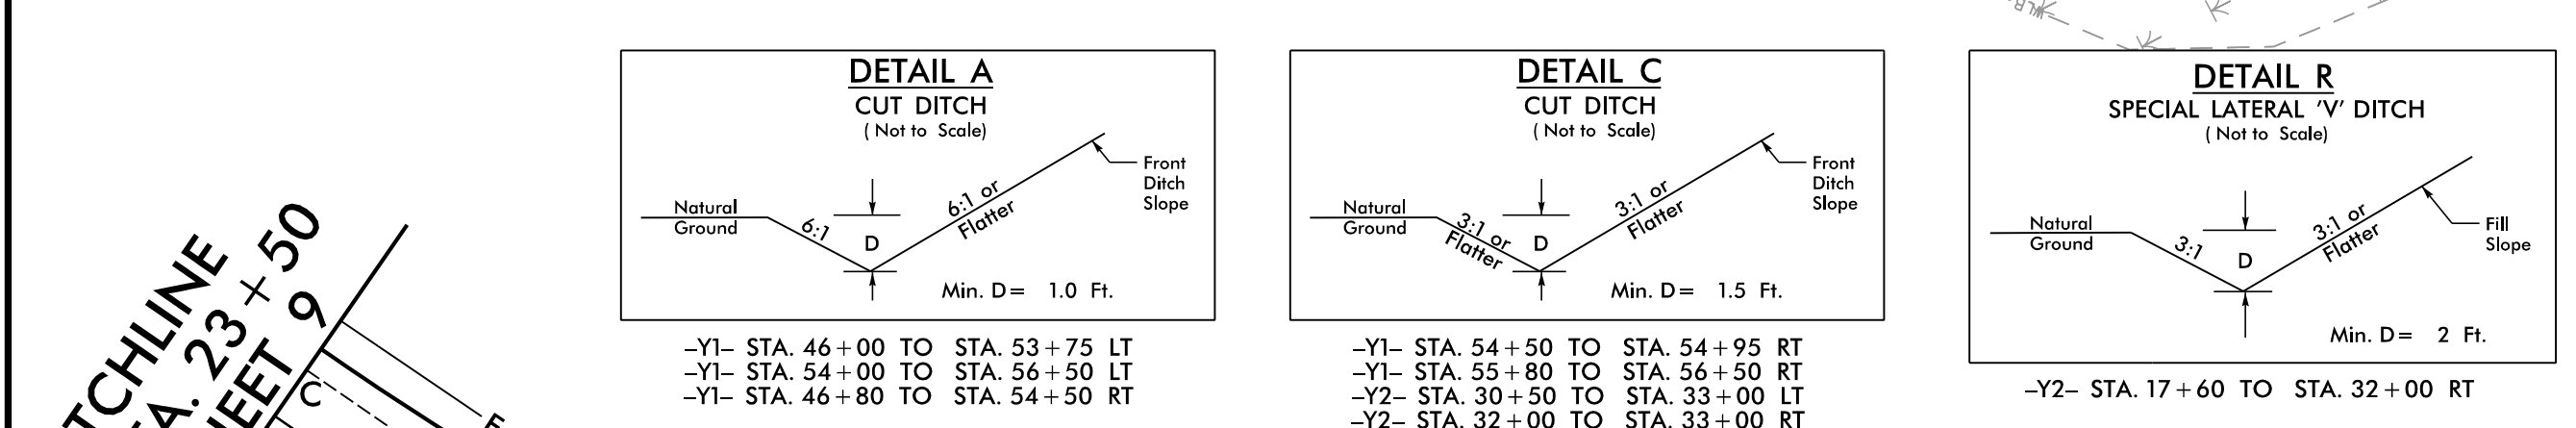 TCHLINE
A. 23+50
HEET 9
C
DETAIL A
CUT DITCH
( Not to Scale)
Natural
Ground
6:1
D
6:1 or
Flatter
Front
Ditch
Slope
Min. D= 1.0 Ft.
-Y1- STA. 46+00 TO STA. 53+75 LT
-Y1- STA. 54+00 TO STA. 56+50 LT
-Y1- STA. 46+80 TO STA. 54+50 RT
DETAIL C
CUT DITCH
( Not to Scale)
Natural
Ground
3:1 or
Flatter
D
3:1 or
Flatter
Front
Ditch
Slope
Min. D= 1.5 Ft.
-Y1- STA. 54+50 TO STA. 54+95 RT
-Y1- STA. 55+80 TO STA. 56+50 RT
-Y2- STA. 30+50 TO STA. 33+00 LT
-Y2- STA. 32+00 TO STA. 33+00 RT
DETAIL R
SPECIAL LATERAL 'V' DITCH
( Not to Scale)
Natural
Ground
3:1
D
3:1 or
Flatter
Fill
Slope
Min. D= 2 Ft.
-Y2- STA. 17+60 TO STA. 32+00 RT